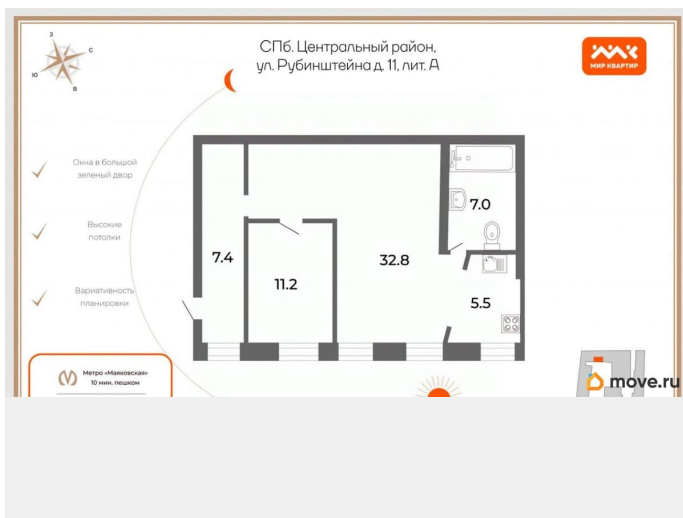 З
С
Ю
В
СПб. Центральный район,
ул. Рубинштейна д. 11, лит. А
МИР КВАРТИР
Окна в большой
зеленый двор
Высокие
потолки
Вариативность
планировки
7.4
11.2
32.8
7.0
5.5
Метро «Маяковская»
10 мин. пешком
move.ru